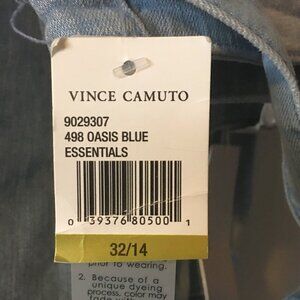 VINCE CAMUTO
9029307
498 OASIS BLUE
ESSENTIALS
0 39376 80500 1
32/14
prior to wearing.
2. Because of a
unique dyeing
process, color may